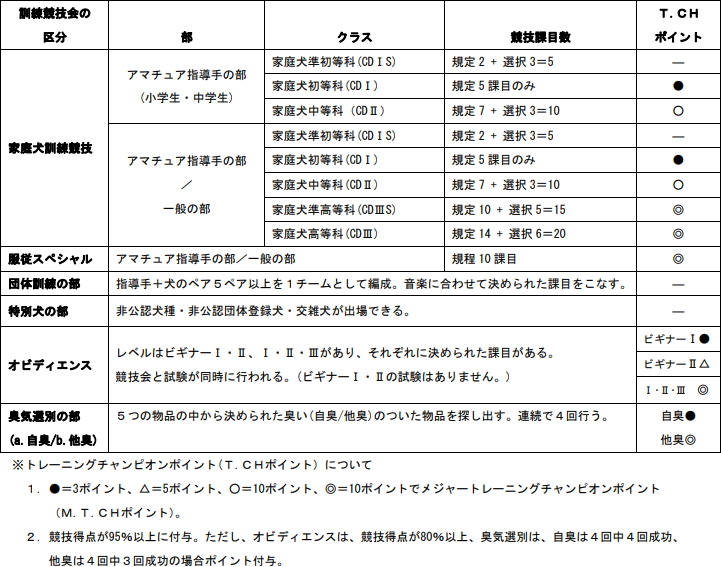 訓練競技会の
区分
部
クラス
競技課目数
T.CH
ポイント
家庭犬訓練競技
アマチュア指導手の部
(小学生・中学生)
家庭犬準初等科(CDⅠS)
規定2 + 選択3=5
―
家庭犬初等科(CDⅠ)
規定5課目のみ
●
家庭犬中等科 (CDⅡ)
規定7 + 選択3=10
○
アマチュア指導手の部
/
一般の部
家庭犬準初等科(CDⅠS)
規定2 + 選択3=5
―
家庭犬初等科(CDⅠ)
規定5課目のみ
●
家庭犬中等科(CDⅡ)
規定7 + 選択3=10
○
家庭犬準高等科(CDⅢS)
規定10 + 選択5=15
◎
家庭犬高等科(CDⅢ)
規定14 + 選択6=20
◎
服従スペシャル
アマチュア指導手の部/一般の部
規程10課目
◎
団体訓練の部
指導手+犬のペア5ペア以上を1チームとして編成。音楽に合わせて決められた課目をこなす。
―
特別犬の部
非公認犬種・非公認団体登録犬・交雑犬が出場できる。
―
オビディエンス
レベルはビギナーⅠ・Ⅱ、Ⅰ・Ⅱ・Ⅲがあり、それぞれに決められた課目がある。
競技会と試験が同時に行われる。(ビギナーⅠ・Ⅱの試験はありません。)
ビギナーⅠ●
ビギナーⅡ△
Ⅰ・Ⅱ・Ⅲ ◎
臭気選別の部
(a.自臭/b.他臭)
5つの物品の中から決められた臭い(自臭/他臭)のついた物品を探し出す。連続で4回行う。
自臭●
他臭◎
※トレーニングチャンピオンポイント(T.CHポイント) について
1. ●=3ポイント、△=5ポイント、○=10ポイント、◎=10ポイントでメジャートレーニングチャンピオンポイント
(M.T.CHポイント)。
2. 競技得点が95%以上に付与。ただし、オビディエンスは、競技得点が80%以上、臭気選別は、自臭は4回中4回成功、
他臭は4回中3回成功の場合ポイント付与。